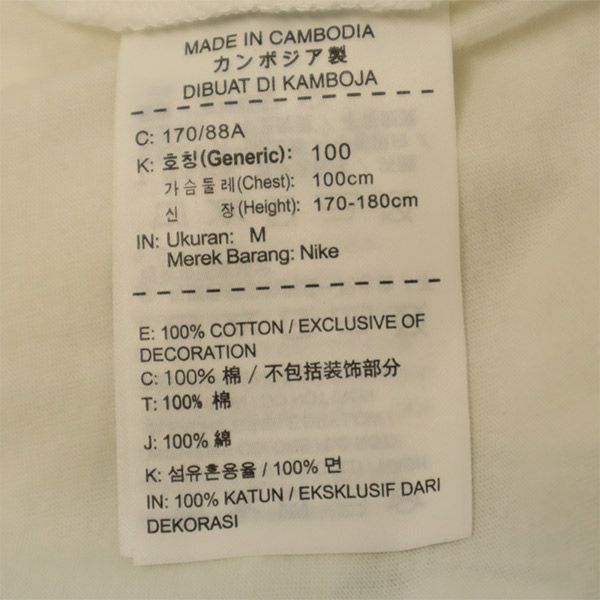 MADE IN CAMBODIA
カンボジア製
DIBUAT DI KAMBOJA
C: 170/88A
K: 호칭(Generic): 100
가슴둘레(Chest): 100cm
신 장(Height): 170-180cm
IN: Ukuran: M
Merek Barang: Nike
E: 100% COTTON / EXCLUSIVE OF
DECORATION
C: 100% 棉 / 不包括装饰部分
T: 100% 棉
J: 100% 綿
K: 섬유혼용율 / 100% 면
IN: 100% KATUN / EKSKLUSIF DARI
DEKORASI